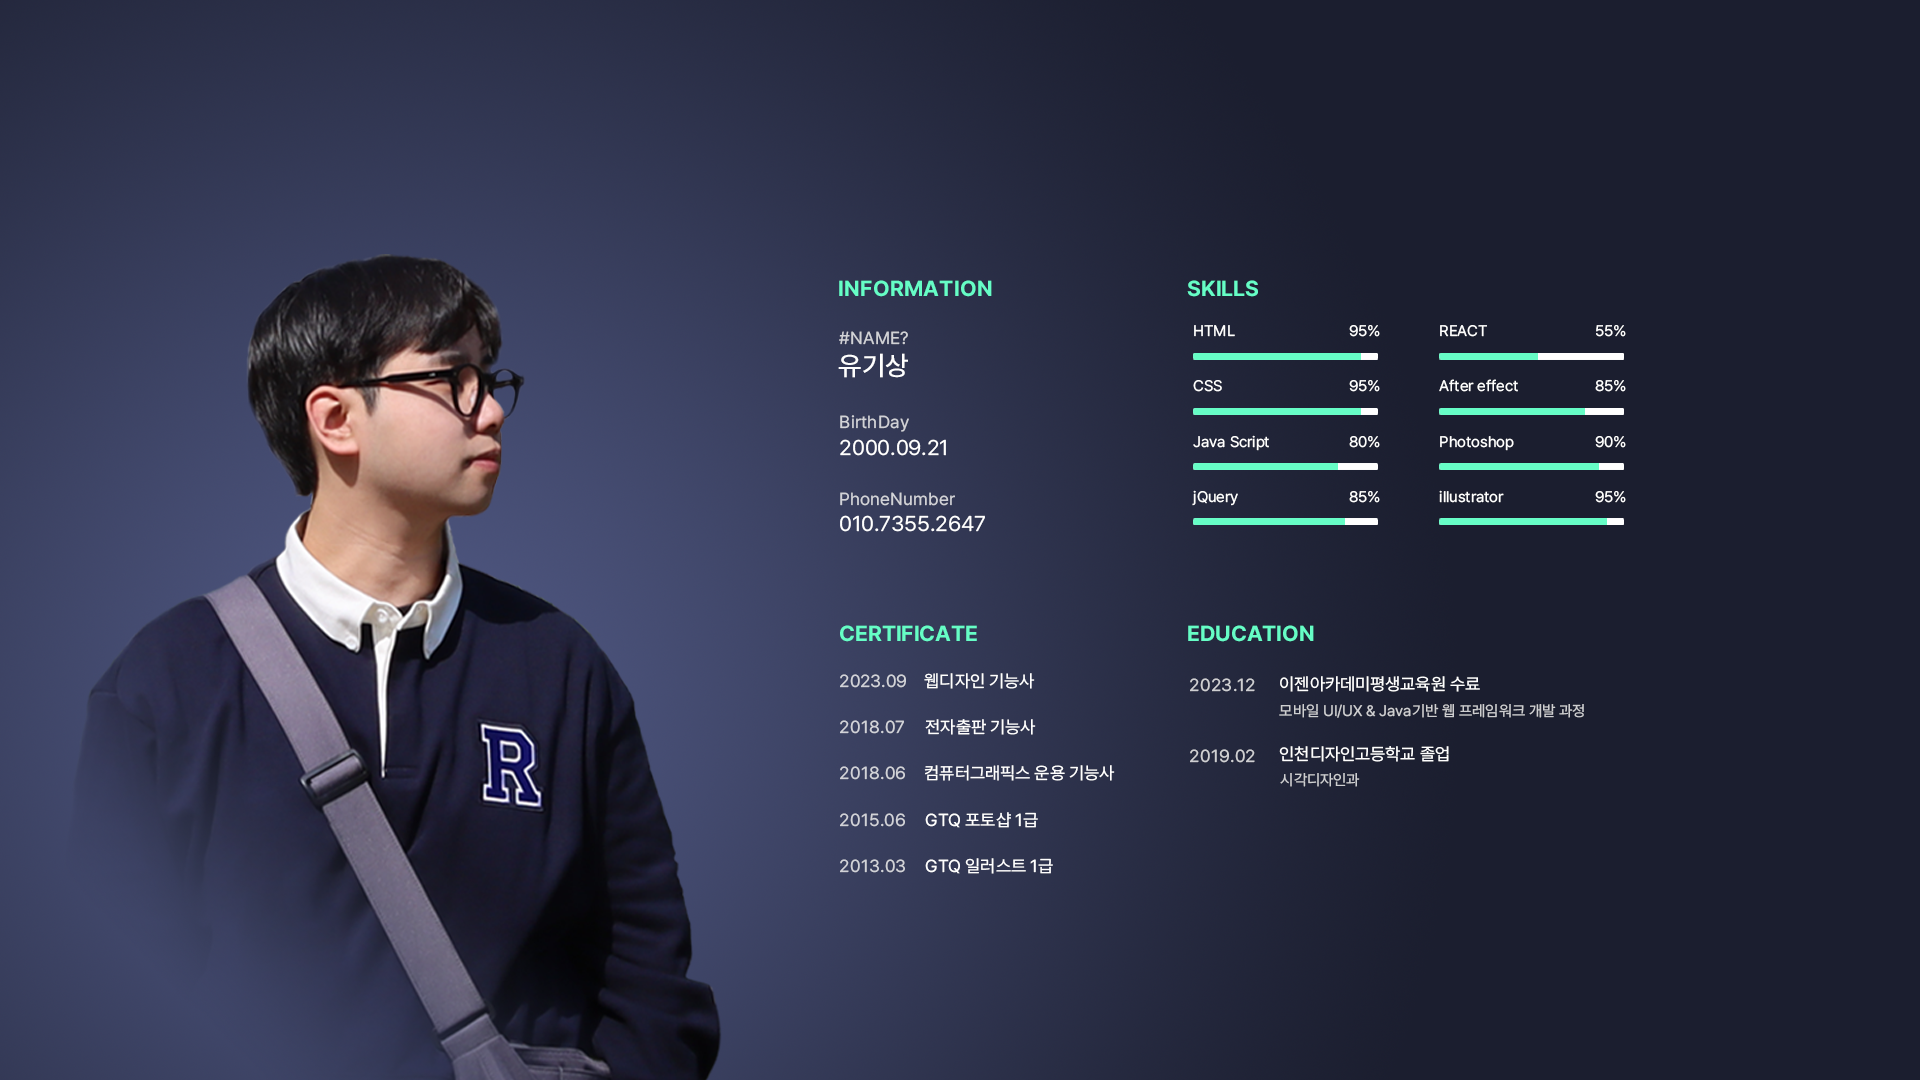 INFORMATION
#NAME?
유기상
BirthDay
2000.09.21
PhoneNumber
010.7355.2647
SKILLS
HTML 95%
CSS 95%
Java Script 80%
jQuery 85%
REACT 55%
After effect 85%
Photoshop 90%
illustrator 95%
CERTIFICATE
2023.09 웹디자인 기능사
2018.07 전자출판 기능사
2018.06 컴퓨터그래픽스 운용 기능사
2015.06 GTQ 포토샵 1급
2013.03 GTQ 일러스트 1급
EDUCATION
2023.12 이젠아카데미평생교육원 수료
모바일 UI/UX & Java기반 웹 프레임워크 개발 과정
2019.02 인천디자인고등학교 졸업
시각디자인과
R